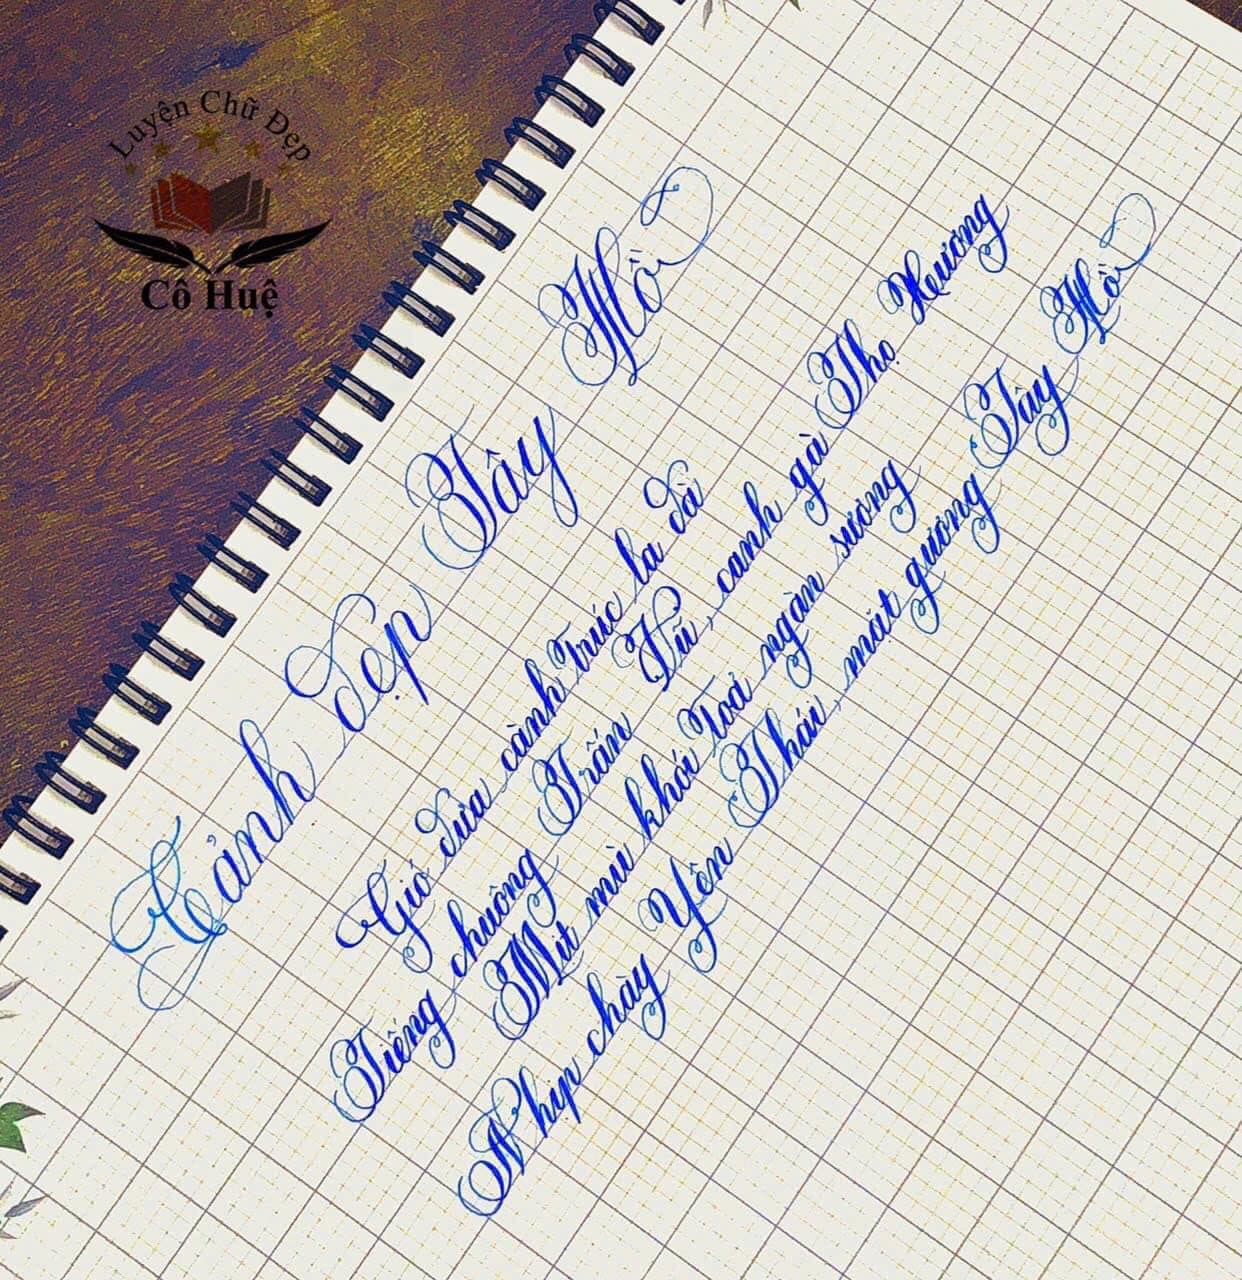 Luyện Chữ Đẹp
Cô Huệ
Cảnh đẹp Tây Hồ
Gió đưa cành trúc la đà
Tiếng chuông Trấn Vũ, canh gà Thọ Xương
Mịt mù khói toả ngàn sương
Nhịp chày Yên Thái, mặt gương Tây Hồ